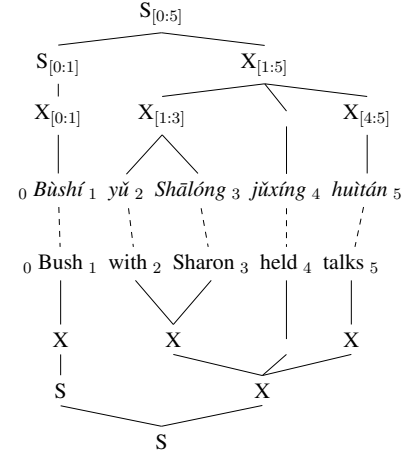 S[0:5]
S[0:1] X[1:5]
X[0:1] X[1:3] X[4:5]
0 Bùshí 1 yǔ 2 Shālóng 3 jǔxíng 4 huìtán 5
0 Bush 1 with 2 Sharon 3 held 4 talks 5
X X X
S X
S